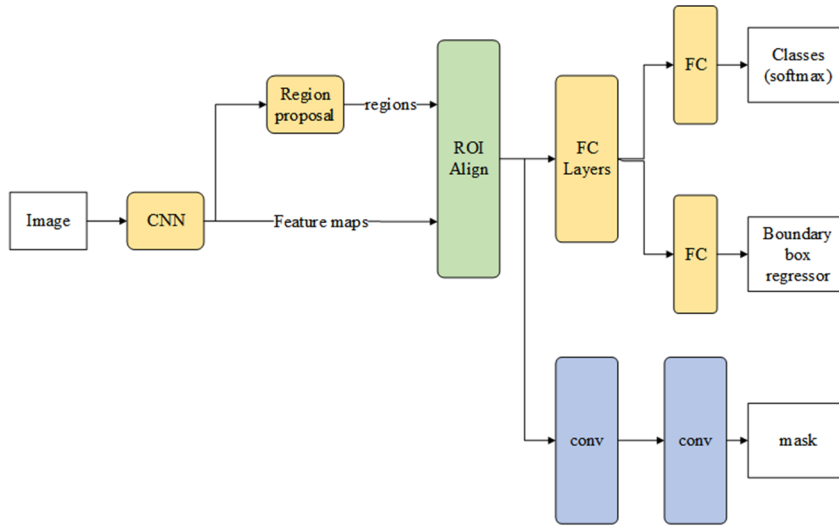 Image
CNN
Region
proposal
regions
Feature maps
ROI
Align
FC
Layers
FC
Classes
(softmax)
FC
Boundary
box
regressor
conv
conv
mask